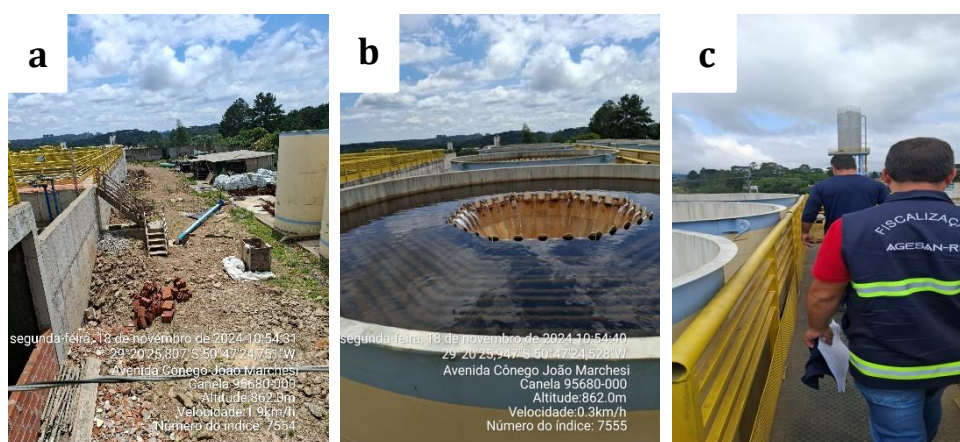 a
segunda-feira, 18 de novembro de 2024 10:54:31
29°20'25,807"S 50°47'24,751"W
Avenida Cônego João Marchesi
Canela 95680-000
Altitude:862.0m
Velocidade:1.9km/h
Número do índice: 7554
b
segunda-feira, 18 de novembro de 2024 10:54:40
29°20'25,947"S 50°47'24,528"W
Avenida Cônego João Marchesi
Canela 95680-000
Altitude:862.0m
Velocidade:0.3km/h
Número do índice: 7555
c
FISCALIZAÇÃ
AGESAN-R